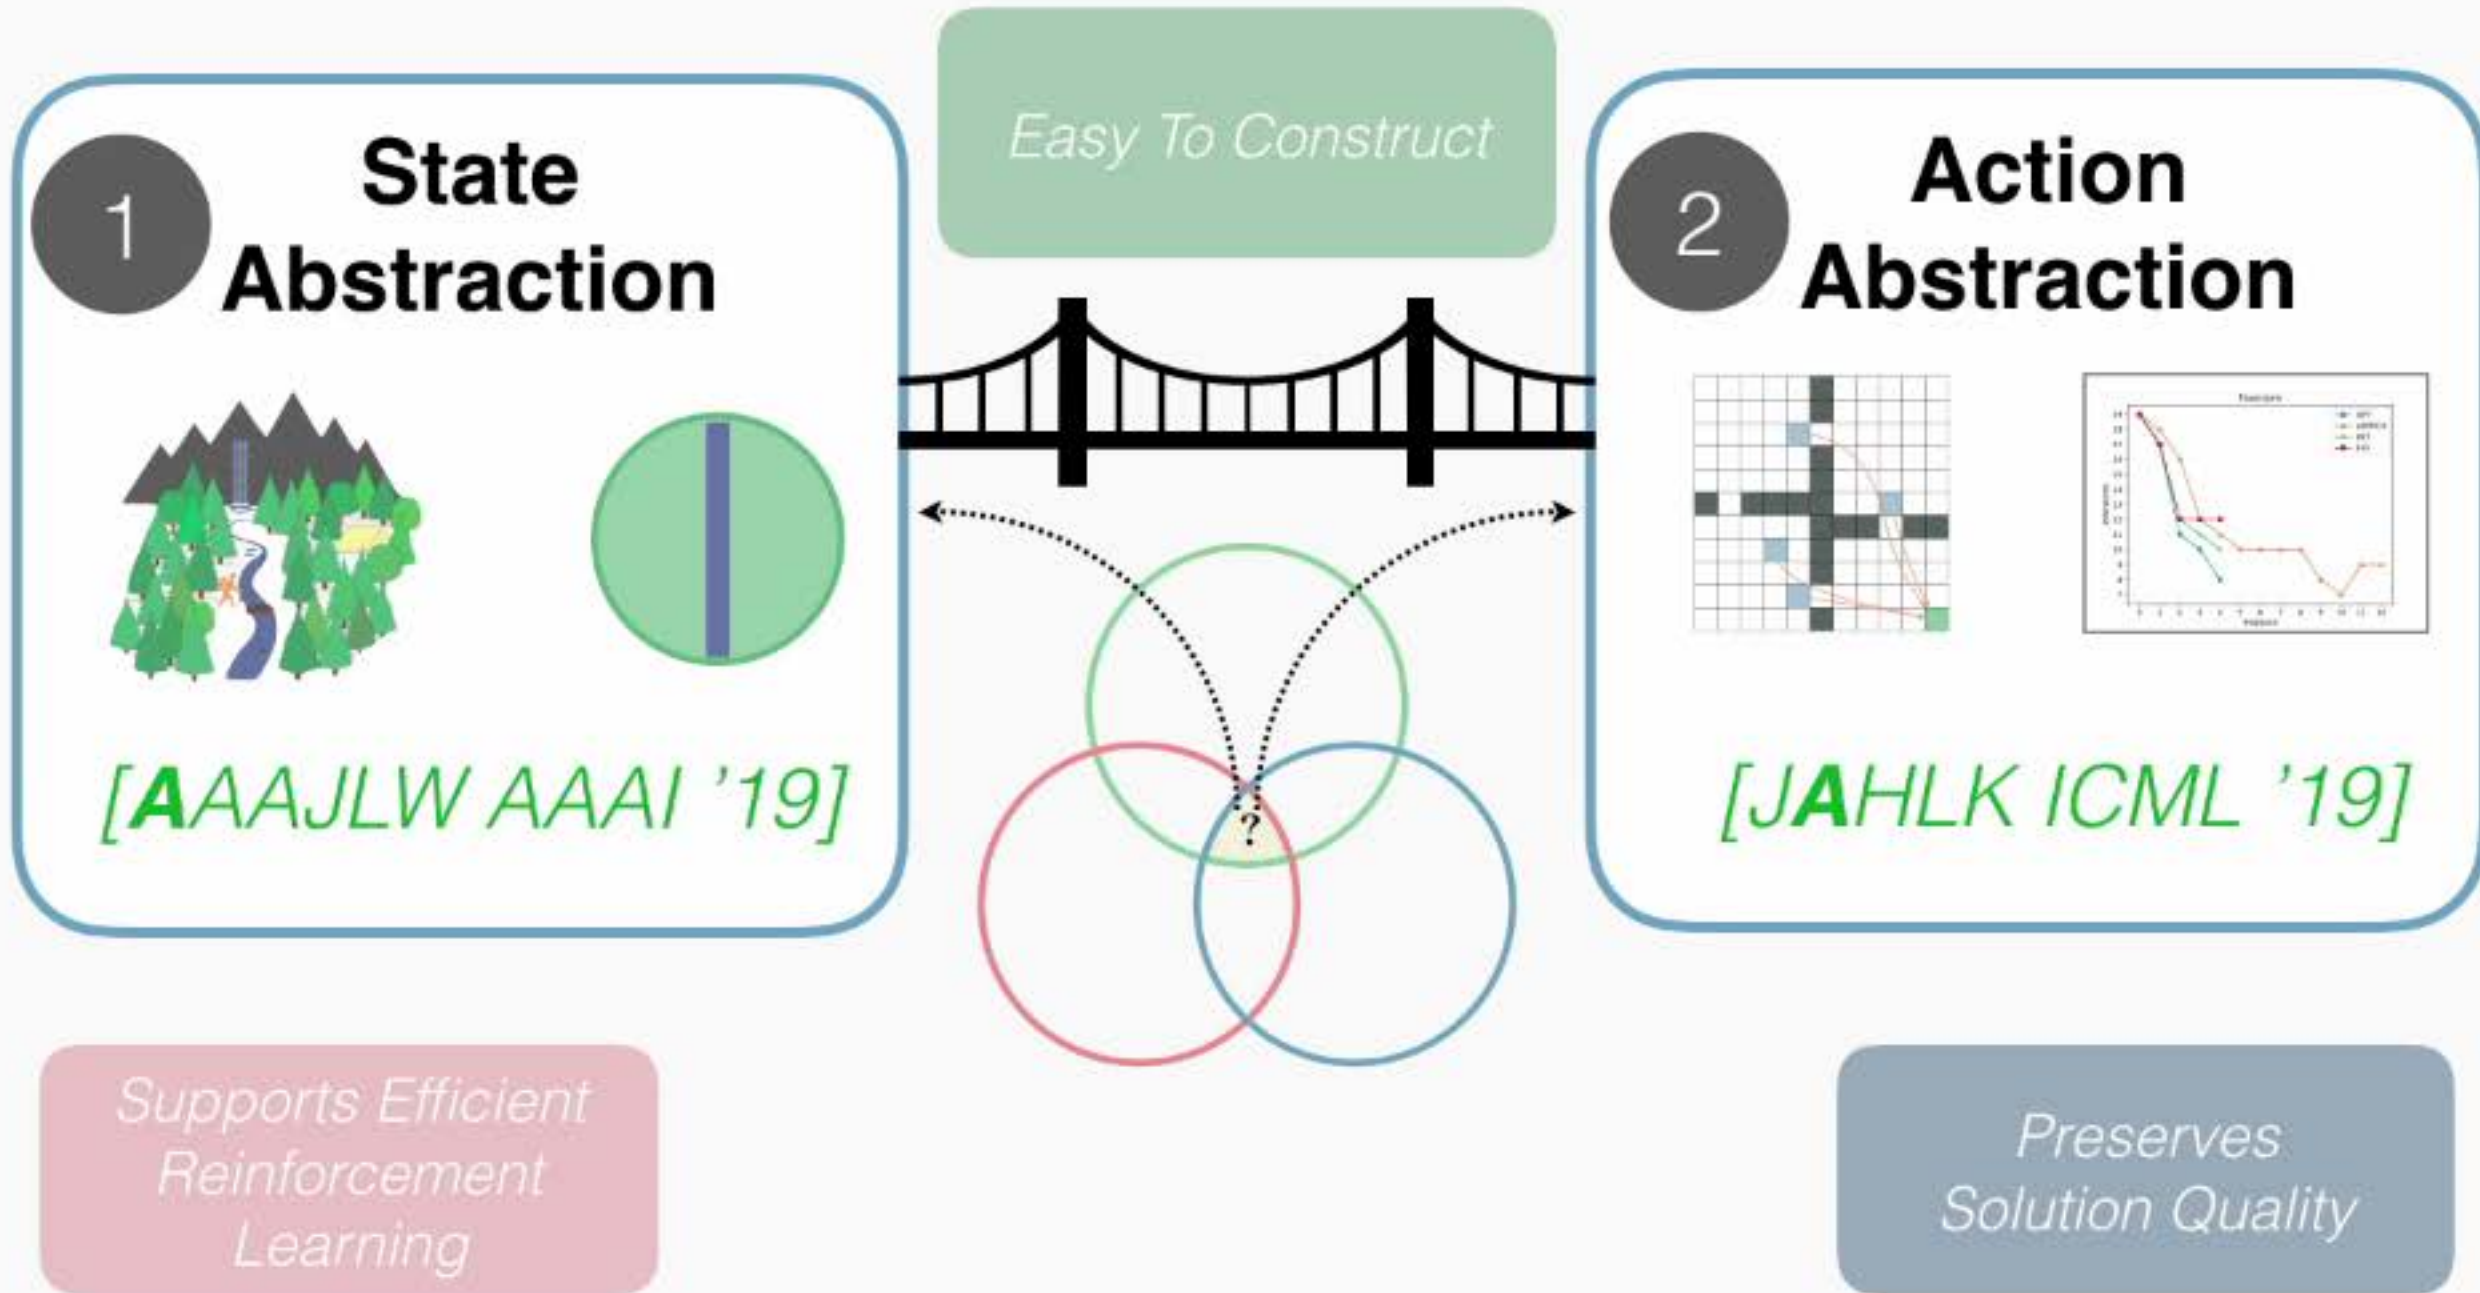 Easy To Construct
1
State
Abstraction
[AAAAJLW AAAI ’19]
2
Action
Abstraction
[JAHLK ICML ’19]
?
Supports Efficient
Reinforcement
Learning
Preserves
Solution Quality